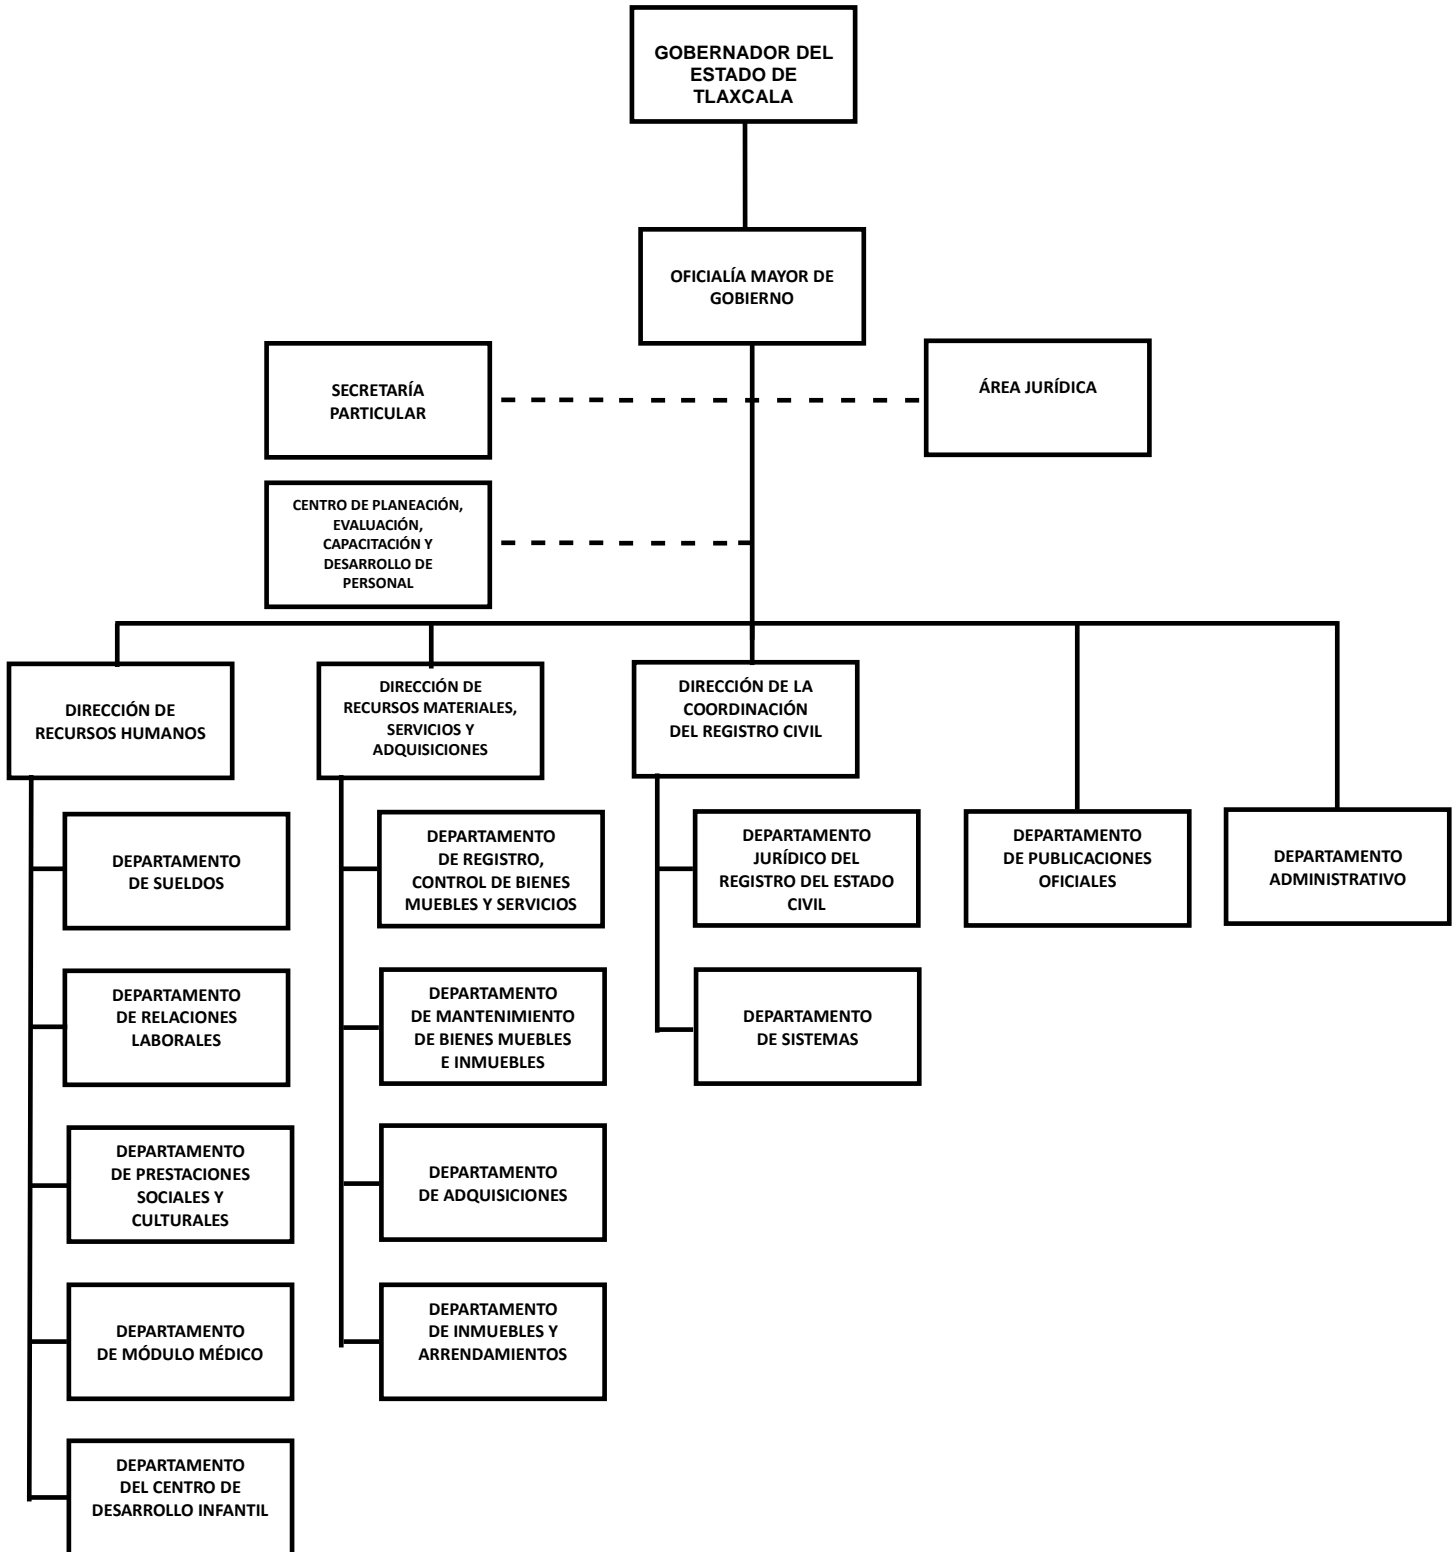 GOBERNADOR DEL
ESTADO DE
TLAXCALA
OFICIALÍA MAYOR DE
GOBIERNO
SECRETARÍA
PARTICULAR
ÁREA JURÍDICA
CENTRO DE PLANEACIÓN,
EVALUACIÓN,
CAPACITACIÓN Y
DESARROLLO DE
PERSONAL
DIRECCIÓN DE
RECURSOS HUMANOS
DIRECCIÓN DE
RECURSOS MATERIALES,
SERVICIOS Y
ADQUISICIONES
DIRECCIÓN DE LA
COORDINACIÓN
DEL REGISTRO CIVIL
DEPARTAMENTO
DE SUELDOS
DEPARTAMENTO
DE REGISTRO,
CONTROL DE BIENES
MUEBLES Y SERVICIOS
DEPARTAMENTO
JURÍDICO DEL
REGISTRO DEL ESTADO
CIVIL
DEPARTAMENTO
DE PUBLICACIONES
OFICIALES
DEPARTAMENTO
ADMINISTRATIVO
DEPARTAMENTO
DE RELACIONES
LABORALES
DEPARTAMENTO
DE MANTENIMIENTO
DE BIENES MUEBLES
E INMUEBLES
DEPARTAMENTO
DE SISTEMAS
DEPARTAMENTO
DE PRESTACIONES
SOCIALES Y
CULTURALES
DEPARTAMENTO
DE ADQUISICIONES
DEPARTAMENTO
DE MÓDULO MÉDICO
DEPARTAMENTO
DE INMUEBLES Y
ARRENDAMIENTOS
DEPARTAMENTO
DEL CENTRO DE
DESARROLLO INFANTIL